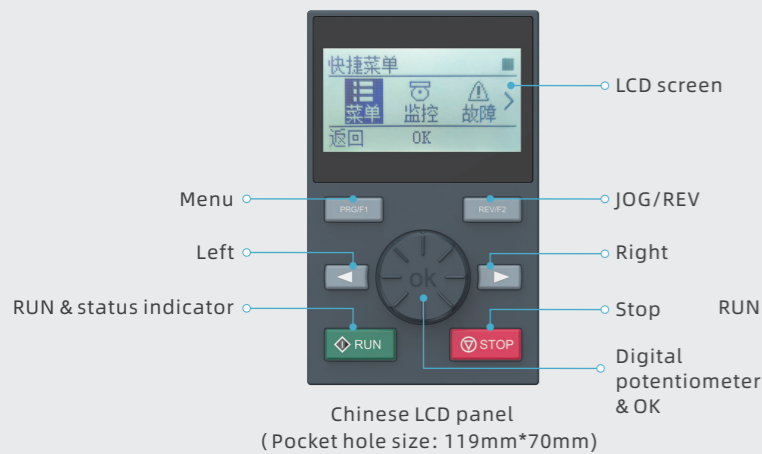 快捷菜单
菜单 监控 故障
返回 OK
LCD screen
Menu
PRG/F1
REV/F2
JOG/REV
Left
ok
Right
RUN & status indicator
RUN
STOP
Stop
RUN
Digital
potentiometer
& OK
Chinese LCD panel
(Pocket hole size: 119mm*70mm)